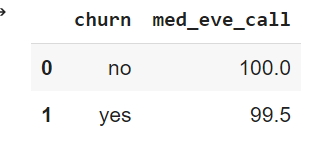 churn med_eve_call
0 no 100.0
1 yes 99.5